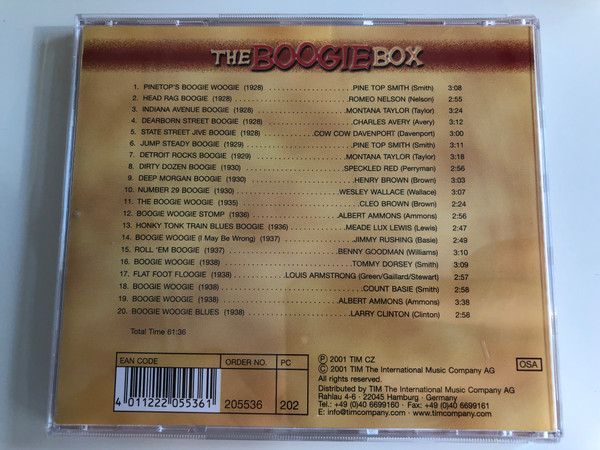 THE BOOGIE BOX
1. PINETOP'S BOOGIE WOOGIE (1928) ........ PINE TOP SMITH (Smith) 3:08
2. HEAD RAG BOOGIE (1928) ........ ROMEO NELSON (Nelson) 2:55
3. INDIANA AVENUE BOOGIE (1928) ........ MONTANA TAYLOR (Taylor) 3:24
4. DEARBORN STREET BOOGIE (1928) ........ CHARLES AVERY (Avery) 3:12
5. STATE STREET JIVE BOOGIE (1928) ........ COW COW DAVENPORT (Davenport) 3:00
6. JUMP STEADY BOOGIE (1929) ........ PINE TOP SMITH (Smith) 3:11
7. DETROIT ROCKS BOOGIE (1929) ........ MONTANA TAYLOR (Taylor) 3:18
8. DIRTY DOZEN BOOGIE (1930) ........ SPECKLED RED (Perryman) 2:56
9. DEEP MORGAN BOOGIE (1930) ........ HENRY BROWN (Brown) 3:03
10. NUMBER 29 BOOGIE (1930) ........ WESLEY WALLACE (Wallace) 3:07
11. THE BOOGIE WOOGIE (1935) ........ CLEO BROWN (Brown) 2:24
12. BOOGIE WOOGIE STOMP (1936) ........ ALBERT AMMONS (Ammons) 2:56
13. HONKY TONK TRAIN BLUES BOOGIE (1936) ........ MEADE LUX LEWIS (Lewis) 2:47
14. BOOGIE WOOGIE (I May Be Wrong) (1937) ........ JIMMY RUSHING (Basie) 2:49
15. ROLL 'EM BOOGIE (1937) ........ BENNY GOODMAN (Williams) 3:10
16. BOOGIE WOOGIE (1938) ........ TOMMY DORSEY (Smith) 3:09
17. FLAT FOOT FLOOGIE (1938) ........ LOUIS ARMSTRONG (Green/Gaillard/Stewart) 2:57
18. BOOGIE WOOGIE (1938) ........ COUNT BASIE (Smith) 3:58
19. BOOGIE WOOGIE (1938) ........ ALBERT AMMONS (Ammons) 3:38
20. BOOGIE WOOGIE BLUES (1938) ........ LARRY CLINTON (Clinton) 2:58
Total Time 61:36
EAN CODE ORDER NO. PC
4 011222 055361 205536 202
Ⓟ 2001 TIM CZ
© 2001 TIM The International Music Company AG
All rights reserved.
Distributed by TIM The International Music Company AG
Rahlau 4-6 · 22045 Hamburg · Germany
Tel.: +49 (0)40 6699160 · Fax: +49 (0)40 6699161
E: info@timcompany.com · www.timcompany.com
OSA